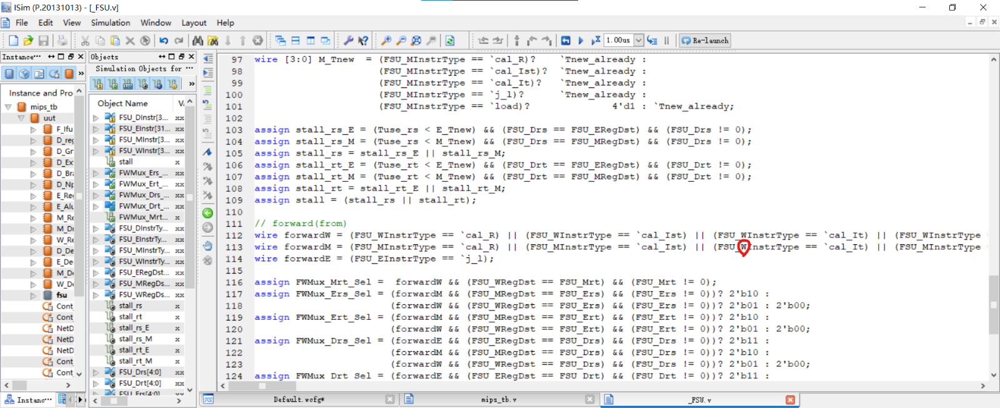 ISim (P.20131013) - [_FSU.v]
File Edit View Simulation Window Layout Help
1.00us
Re-launch
Instance···
Objects
Simulation Objects for ···
Instance and Pro
mips_tb
uut
F_Ifu
D_reg
D_Gr
D_Ex
D_Bra
D_Np
E_Reg
E_Alu
M_Re
M_D
W_Re
D_De
E_De
M_De
W_De
fsu
Cont_
Cont_
NetD
NetD
NetD
Cont_
Cont_
Instanc···
Object Name
FSU_DInstr[3... xx
FSU_EInstr[31... xx
FSU_MInstr[3... xx
FSU_WInstr[3... xx
stall x
FWMux_Ers_... xx
FWMux_Ert_... xx
FWMux_Drs_... xx
FWMux_Drt_... xx
FWMux_Mrt... x
FSU_DInstrTy... xx
FSU_EInstrTy... xx
FSU_MInstrTy... xx
FSU_WInstrTy... xx
FSU_ERegDst... xx
FSU_MRegDs... xx
FSU_WRegDs... xx
stall_rs x
stall_rt x
stall_rs_E x
stall_rs_M x
stall_rt_E x
stall_rt_M x
FSU_Drs[4:0] xx
FSU_Drt[4:0] xx
FSU_Ers[4:0] xx
97 wire [3:0] M_Tnew = (FSU_MInstrType == `cal_R)? `Tnew_already :
98 (FSU_MInstrType == `cal_Ist)? `Tnew_already :
99 (FSU_MInstrType == `cal_It)? `Tnew_already :
100 (FSU_MInstrType == `j_l)? `Tnew_already :
101 (FSU_MInstrType == `load)? 4'd1 : `Tnew_already;
102
103 assign stall_rs_E = (Tuse_rs < E_Tnew) && (FSU_Drs == FSU_ERegDst) && (FSU_Drs != 0);
104 assign stall_rs_M = (Tuse_rs < M_Tnew) && (FSU_Drs == FSU_MRegDst) && (FSU_Drs != 0);
105 assign stall_rs = stall_rs_E || stall_rs_M;
106 assign stall_rt_E = (Tuse_rt < E_Tnew) && (FSU_Drt == FSU_ERegDst) && (FSU_Drt != 0);
107 assign stall_rt_M = (Tuse_rt < M_Tnew) && (FSU_Drt == FSU_MRegDst) && (FSU_Drt != 0);
108 assign stall_rt = stall_rt_E || stall_rt_M;
109 assign stall = (stall_rs || stall_rt);
110
111 // forward(from)
112 wire forwardW = (FSU_WInstrType == `cal_R) || (FSU_WInstrType == `cal_Ist) || (FSU_WInstrType == `cal_It) || (FSU_WInstrType =
113 wire forwardM = (FSU_MInstrType == `cal_R) || (FSU_MInstrType == `cal_Ist) || (FSU_WInstrType == `cal_It) || (FSU_MInstrType =
114 wire forwardE = (FSU_EInstrType == `j_l);
115
116 assign FWMux_Mrt_Sel = forwardW && (FSU_WRegDst == FSU_Mrt) && (FSU_Mrt != 0);
117 assign FWMux_Ers_Sel = (forwardM && (FSU_MRegDst == FSU_Ers) && (FSU_Ers != 0))? 2'b10 :
118 (forwardW && (FSU_WRegDst == FSU_Ers) && (FSU_Ers != 0))? 2'b01 : 2'b00;
119 assign FWMux_Ert_Sel = (forwardM && (FSU_MRegDst == FSU_Ert) && (FSU_Ert != 0))? 2'b10 :
120 (forwardW && (FSU_WRegDst == FSU_Ert) && (FSU_Ert != 0))? 2'b01 : 2'b00;
121 assign FWMux_Drs_Sel = (forwardE && (FSU_ERegDst == FSU_Drs) && (FSU_Drs != 0))? 2'b11 :
122 (forwardM && (FSU_MRegDst == FSU_Drs) && (FSU_Drs != 0))? 2'b10 :
123 (forwardW && (FSU_WRegDst == FSU_Drs) && (FSU_Drs != 0))? 2'b01 : 2'b00;
124 assign FWMux_Drt_Sel = (forwardE && (FSU_ERegDst == FSU_Drt) && (FSU_Drt != 0))? 2'b11 :
Default.wcfg*
mips_tb.v
_FSU.v